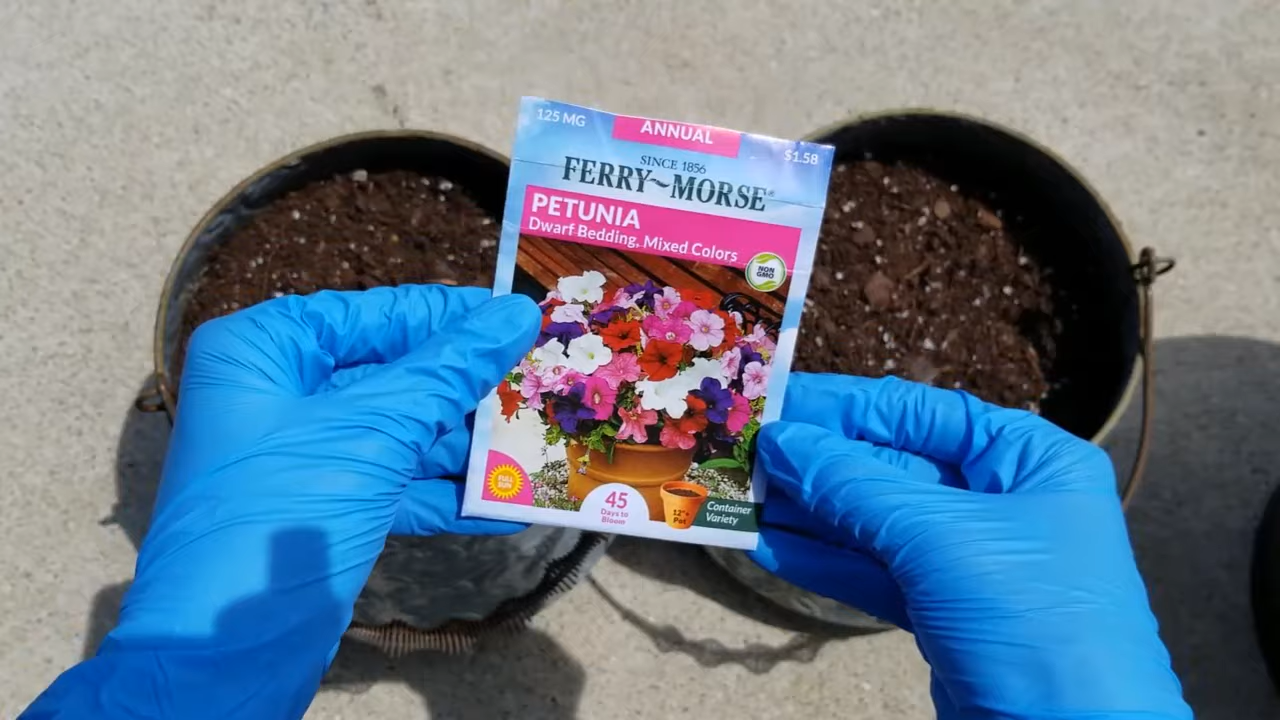 125 MG
ANNUAL
$1.58
SINCE 1856
FERRY~MORSE®
PETUNIA
Dwarf Bedding, Mixed Colors
NON
GMO
FULL
SUN
45
Days to
Bloom
12"+
Pot
Container
Variety